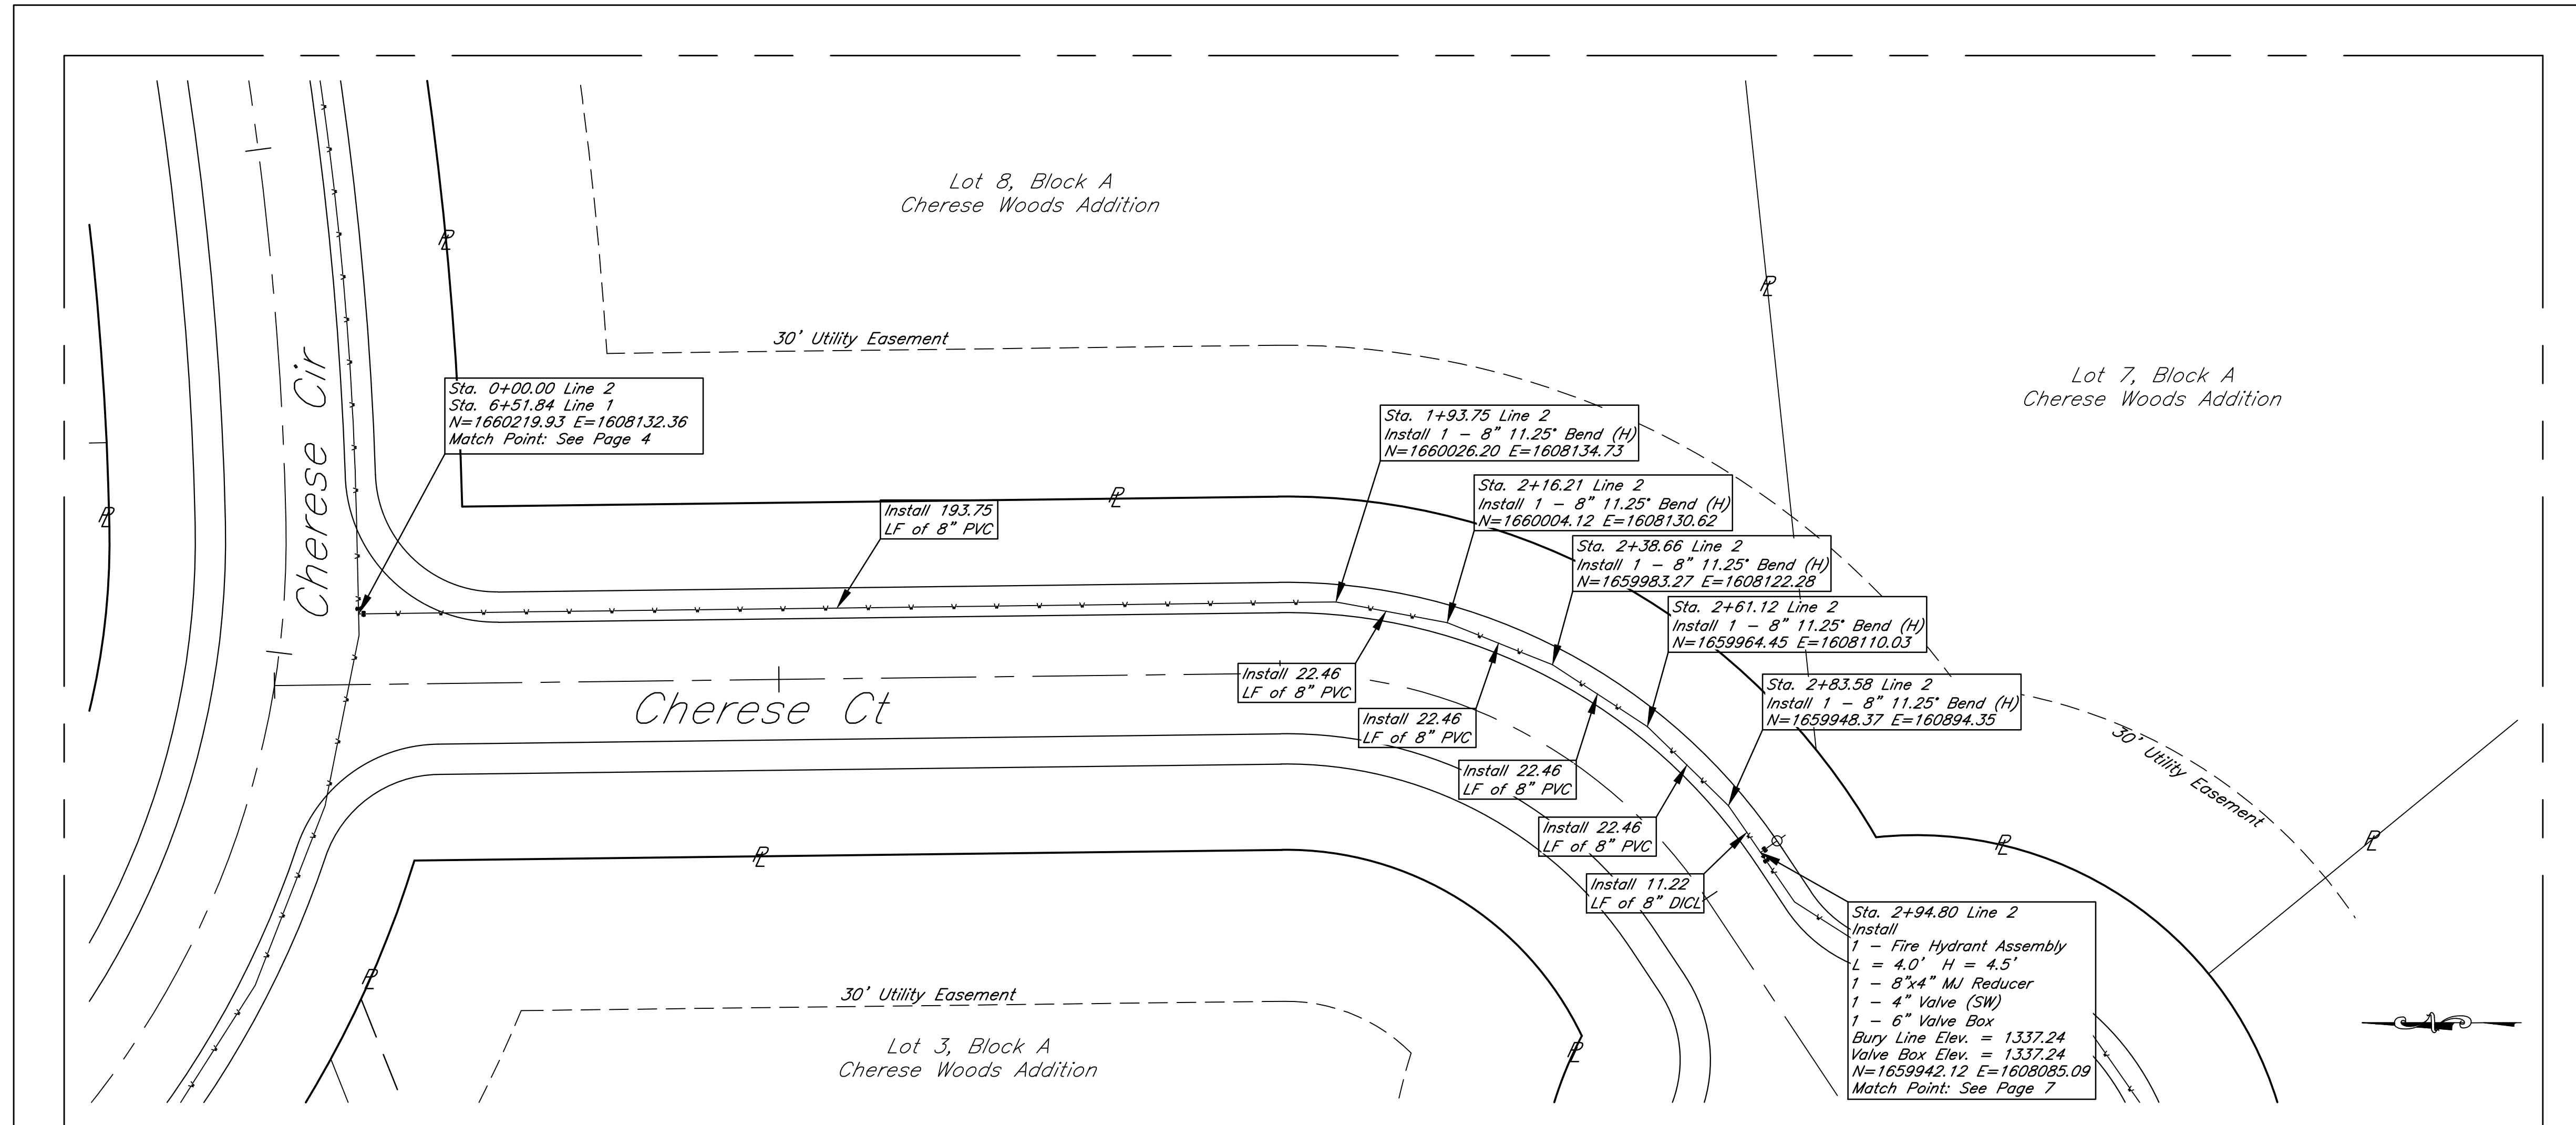 Lot 8, Block A
Cherese Woods Addition
30' Utility Easement
Lot 7, Block A
Cherese Woods Addition
Cherese Cir
Sta. 0+00.00 Line 2
Sta. 6+51.84 Line 1
N=1660219.93 E=1608132.36
Match Point: See Page 4
Sta. 1+93.75 Line 2
Install 1 - 8" 11.25° Bend (H)
N=1660026.20 E=1608134.73
Sta. 2+16.21 Line 2
Install 1 - 8" 11.25° Bend (H)
N=1660004.12 E=1608130.62
Install 193.75
LF of 8" PVC
Sta. 2+38.66 Line 2
Install 1 - 8" 11.25° Bend (H)
N=1659983.27 E=1608122.28
Sta. 2+61.12 Line 2
Install 1 - 8" 11.25° Bend (H)
N=1659964.45 E=1608110.03
Sta. 2+83.58 Line 2
Install 1 - 8" 11.25° Bend (H)
N=1659948.37 E=160894.35
Install 22.46
LF of 8" PVC
Cherese Ct
Install 22.46
LF of 8" PVC
Install 22.46
LF of 8" PVC
Install 22.46
LF of 8" PVC
Install 11.22
LF of 8" DICL
30' Utility Easement
Sta. 2+94.80 Line 2
Install
1 - Fire Hydrant Assembly
L = 4.0' H = 4.5'
1 - 8"x4" MJ Reducer
1 - 4" Valve (SW)
1 - 6" Valve Box
Bury Line Elev. = 1337.24
Valve Box Elev. = 1337.24
N=1659942.12 E=1608085.09
Match Point: See Page 7
30' Utility Easement
Lot 3, Block A
Cherese Woods Addition
PL
PL
PL
PL
PL
PL
PL
PL
PL